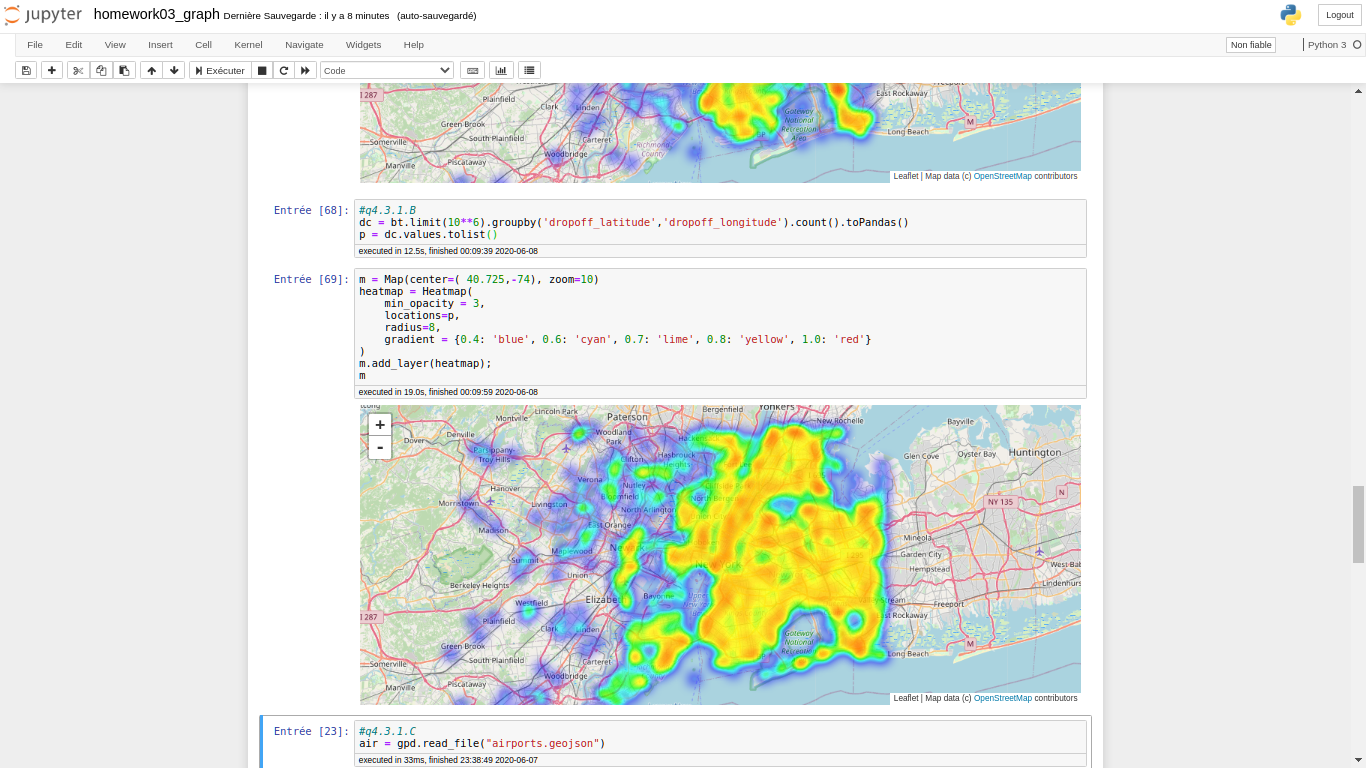 jupyter homework03_graph Dernière Sauvegarde : il y a 8 minutes (auto-sauvegardé)
Logout
File Edit View Insert Cell Kernel Navigate Widgets Help
Non fiable
Python 3
Exécuter
Code
287
Plainfield
Clark
Linden
East Rockaway
Gateway National Recreation Area
Green Brook
South Plainfield
Carteret
Long Beach
M
Somerville
Richmond County
Woodbridge
Manville
Piscataway
Leaflet | Map data (c) OpenStreetMap contributors
Entrée [68]:
#q4.3.1.B
dc = bt.limit(10**6).groupby('dropoff_latitude','dropoff_longitude').count().toPandas()
p = dc.values.tolist()
executed in 12.5s, finished 00:09:39 2020-06-08
Entrée [69]:
m = Map(center=( 40.725,-74), zoom=10)
heatmap = Heatmap(
    min_opacity = 3,
    locations=p,
    radius=8,
    gradient = {0.4: 'blue', 0.6: 'cyan', 0.7: 'lime', 0.8: 'yellow', 1.0: 'red'}
)
m.add_layer(heatmap);
m
executed in 19.0s, finished 00:09:59 2020-06-08
+
-
Lincoln Park
Bergenfield
Yonkers
Montville
Paterson
New Rochelle
Bayville
Denville
Woodland Park
Hackensack
Dover
Parsippany-Troy Hills
Clifton
Hasbrouck Heights
Glen Cove
Oyster Bay
Huntington
Verona
Nutley
Hanover
Bloomfield
North Bergen
NY 135
N
Morristown
Livingston
North Arlington
Union City
Madison
East Orange
Mineola
Maplewood
Newark
Garden City
Summit
New York
Hempstead
Union
Berkeley Heights
Lindenhurs
Elizabeth
Bayonne
Westfield
Freeport
287
Plainfield
Clark
Linden
East Rockaway
Gateway National Recreation
Green Brook
South Plainfield
Carteret
Long Beach
M
Somerville
Woodbridge
Manville
Piscataway
Leaflet | Map data (c) OpenStreetMap contributors
Entrée [23]:
#q4.3.1.C
air = gpd.read_file("airports.geojson")
executed in 33ms, finished 23:38:49 2020-06-07